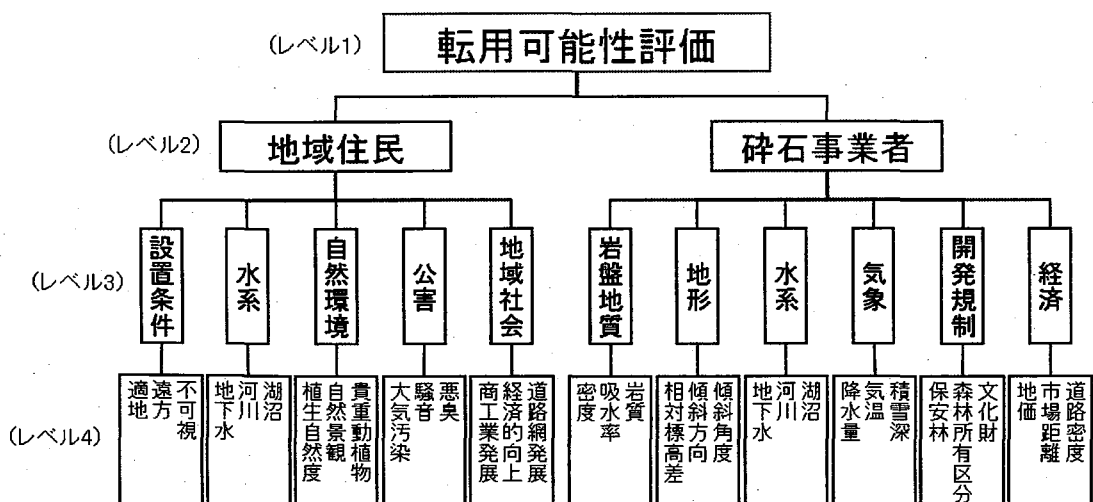 (レベル1)
転用可能性評価
(レベル2)
地域住民
砕石事業者
(レベル3)
設置条件
水系
自然環境
公害
地域社会
岩盤地質
地形
水系
気象
開発規制
経済
(レベル4)
不可視
遠方
適地
湖沼
河川
地下水
貴重動植物
自然景観
植生自然度
悪臭
騒音
大気汚染
道路網発展
経済的向上
商工業発展
岩質
吸水率
密度
傾斜角度
傾斜方向
相対標高差
湖沼
河川
地下水
積雪深
気温
降水量
文化財
森林所有区分
保安林
道路密度
市場距離
地価